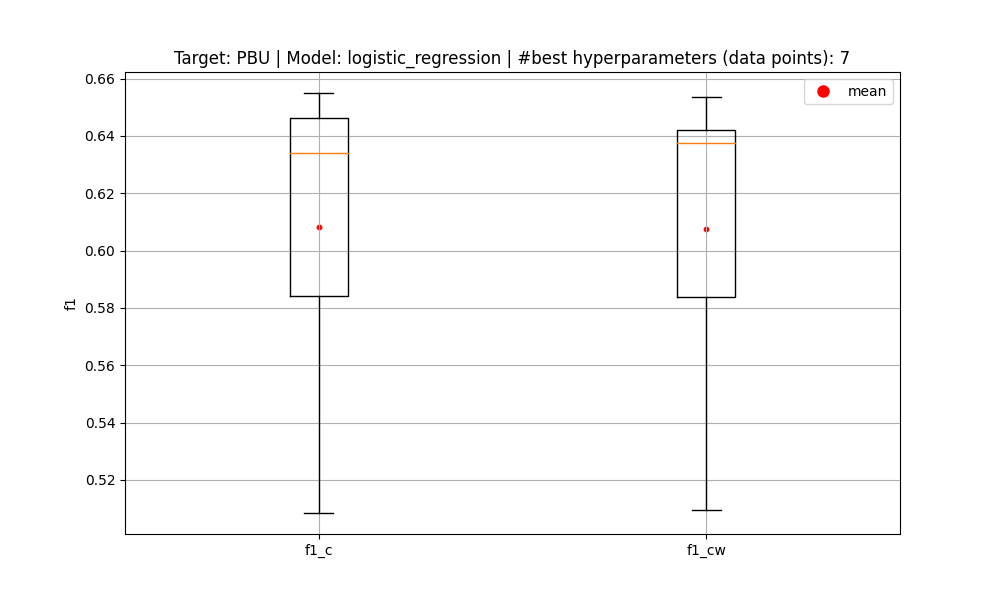 Target: PBU | Model: logistic_regression | #best hyperparameters (data points): 7
mean
0.66
0.64
0.62
0.60
0.58
0.56
0.54
0.52
f1
f1_c
f1_cw